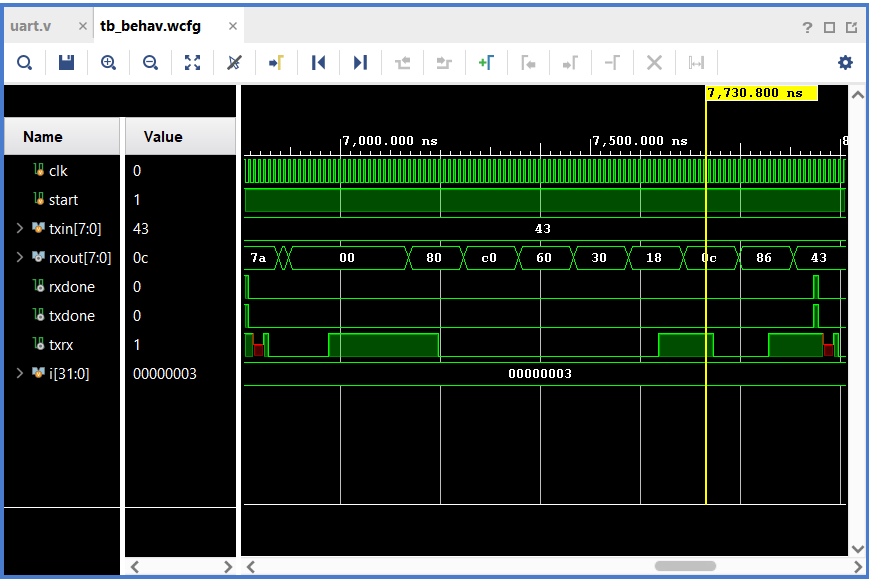 uart.v × tb_behav.wcfg ×
?
7,730.800 ns
Name Value
7,000.000 ns 7,500.000 ns 8
clk 0
start 1
txin[7:0] 43 43
rxout[7:0] 0c 7a 00 80 c0 60 30 18 0c 86 43
rxdone 0
txdone 0
txrx 1
i[31:0] 00000003 00000003